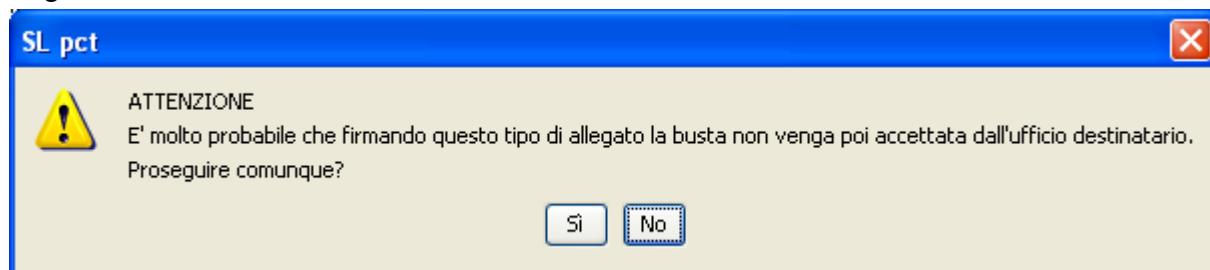 SL pct
ATTENZIONE
E' molto probabile che firmando questo tipo di allegato la busta non venga poi accettata dall'ufficio destinatario.
Proseguire comunque?
Sì No